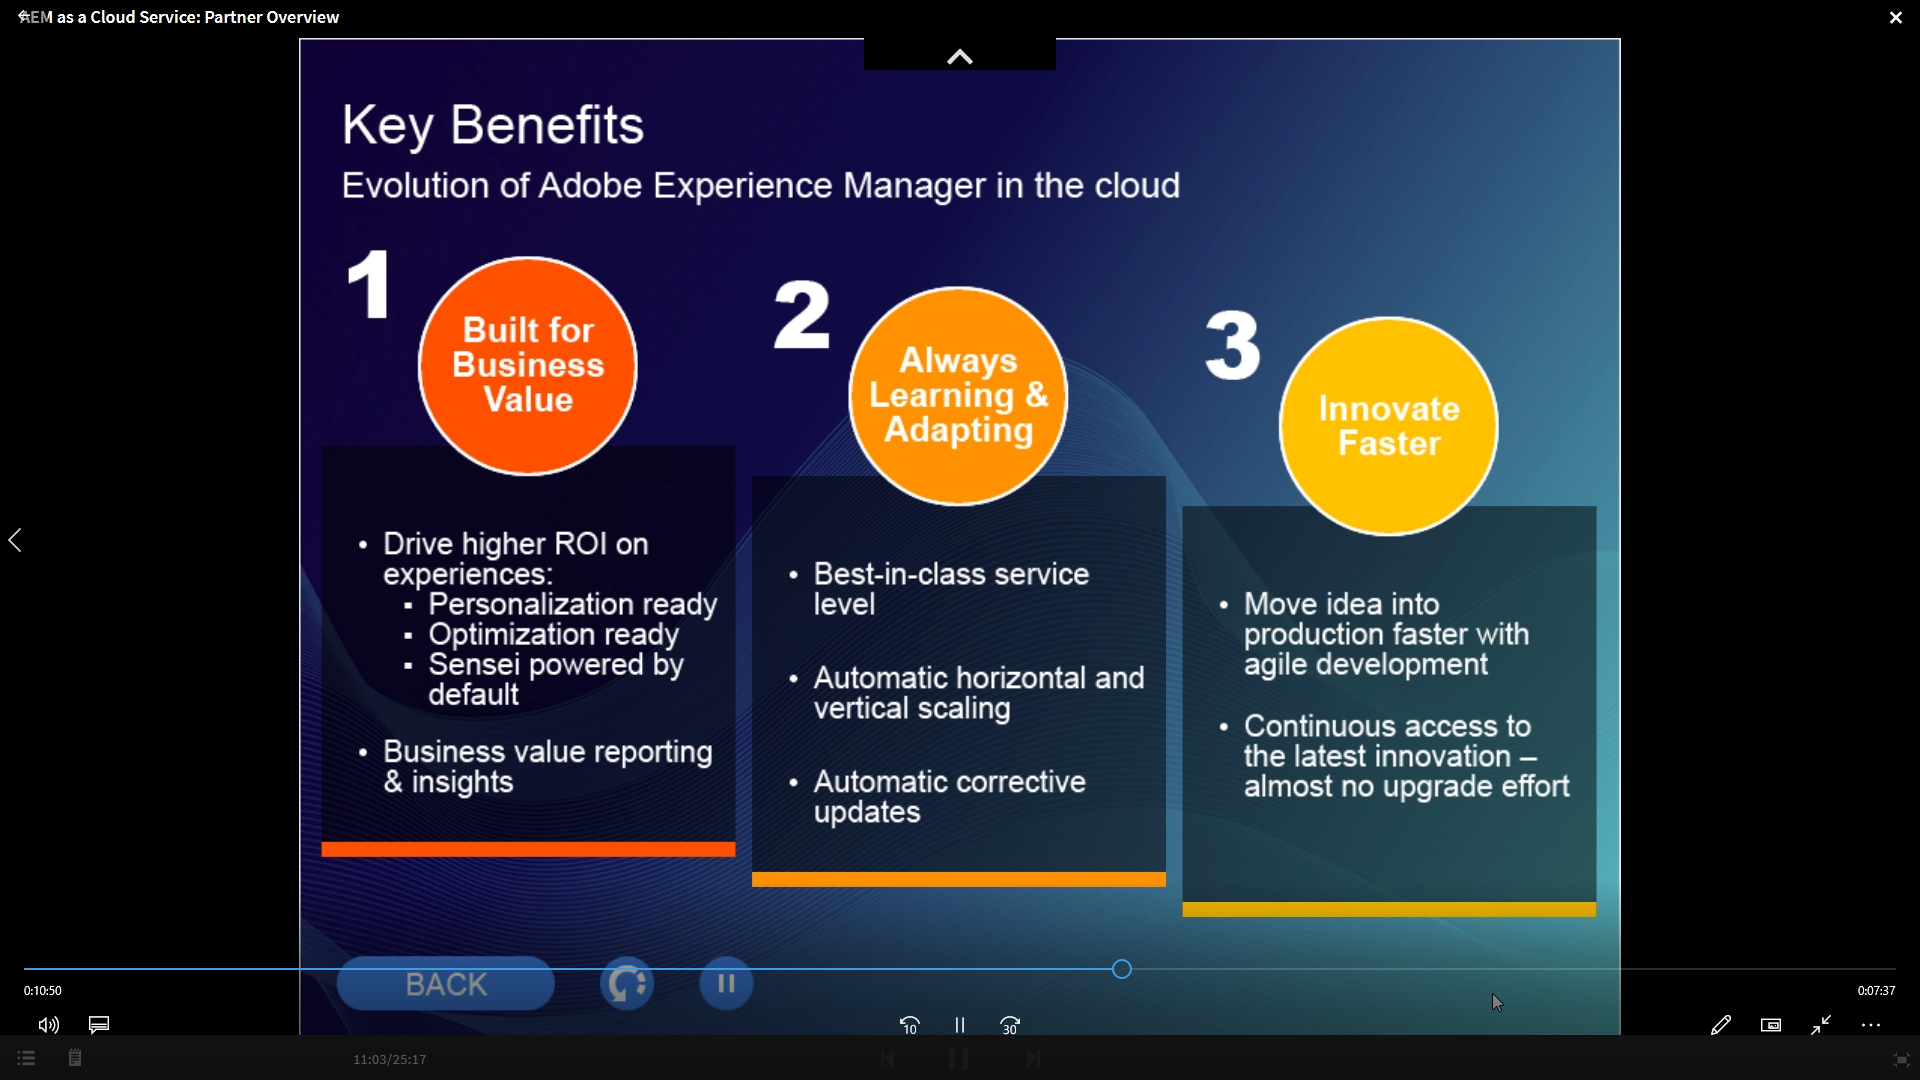 AEM as a Cloud Service: Partner Overview
Key Benefits
Evolution of Adobe Experience Manager in the cloud
1
Built for
Business
Value
• Drive higher ROI on
experiences:
▪ Personalization ready
▪ Optimization ready
▪ Sensei powered by
default
• Business value reporting
& insights
2
Always
Learning &
Adapting
• Best-in-class service
level
• Automatic horizontal and
vertical scaling
• Automatic corrective
updates
3
Innovate
Faster
• Move idea into
production faster with
agile development
• Continuous access to
the latest innovation –
almost no upgrade effort
BACK
0:10:50
0:07:37
10
30
11:03/25:17